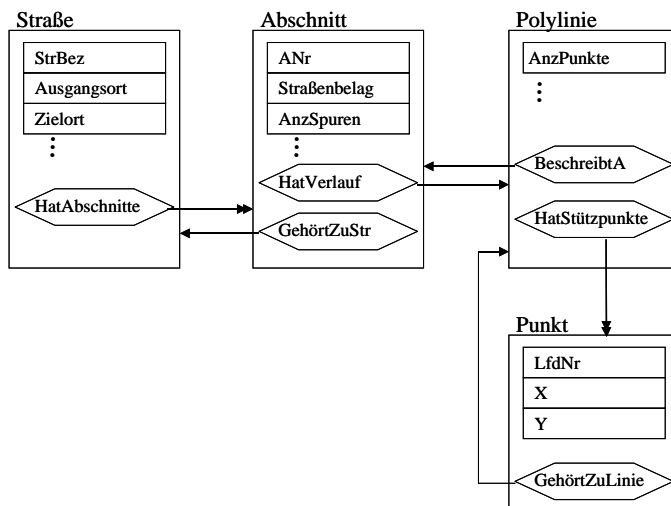 Straße
StrBez
Ausgangsort
Zielort
HatAbschnitte
Abschnitt
ANr
Straßenbelag
AnzSpuren
HatVerlauf
GehörtZuStr
Polylinie
AnzPunkte
BeschreibtA
HatStützpunkte
Punkt
LfdNr
X
Y
GehörtZuLinie